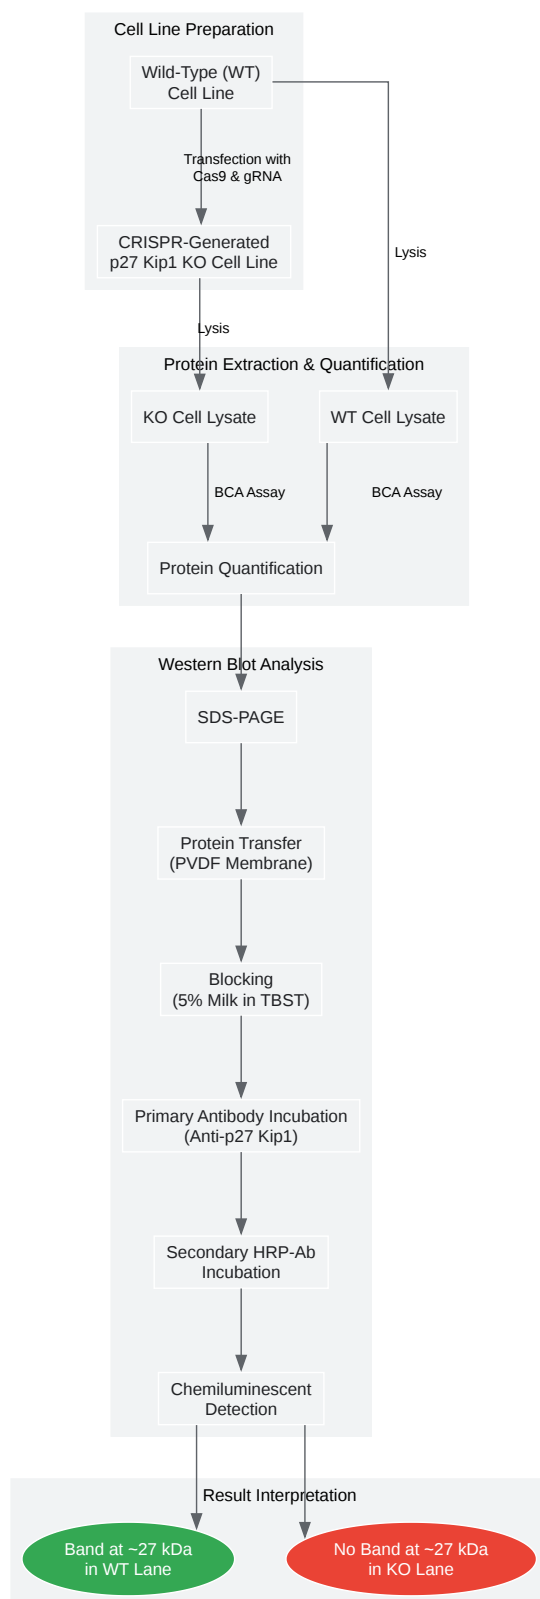 Cell Line Preparation
Wild-Type (WT)
Cell Line
Transfection with
Cas9 & gRNA
CRISPR-Generated
p27 Kip1 KO Cell Line
Lysis
Lysis
Protein Extraction & Quantification
KO Cell Lysate
WT Cell Lysate
BCA Assay
BCA Assay
Protein Quantification
Western Blot Analysis
SDS-PAGE
Protein Transfer
(PVDF Membrane)
Blocking
(5% Milk in TBST)
Primary Antibody Incubation
(Anti-p27 Kip1)
Secondary HRP-Ab
Incubation
Chemiluminescent
Detection
Result Interpretation
Band at ~27 kDa
in WT Lane
No Band at ~27 kDa
in KO Lane